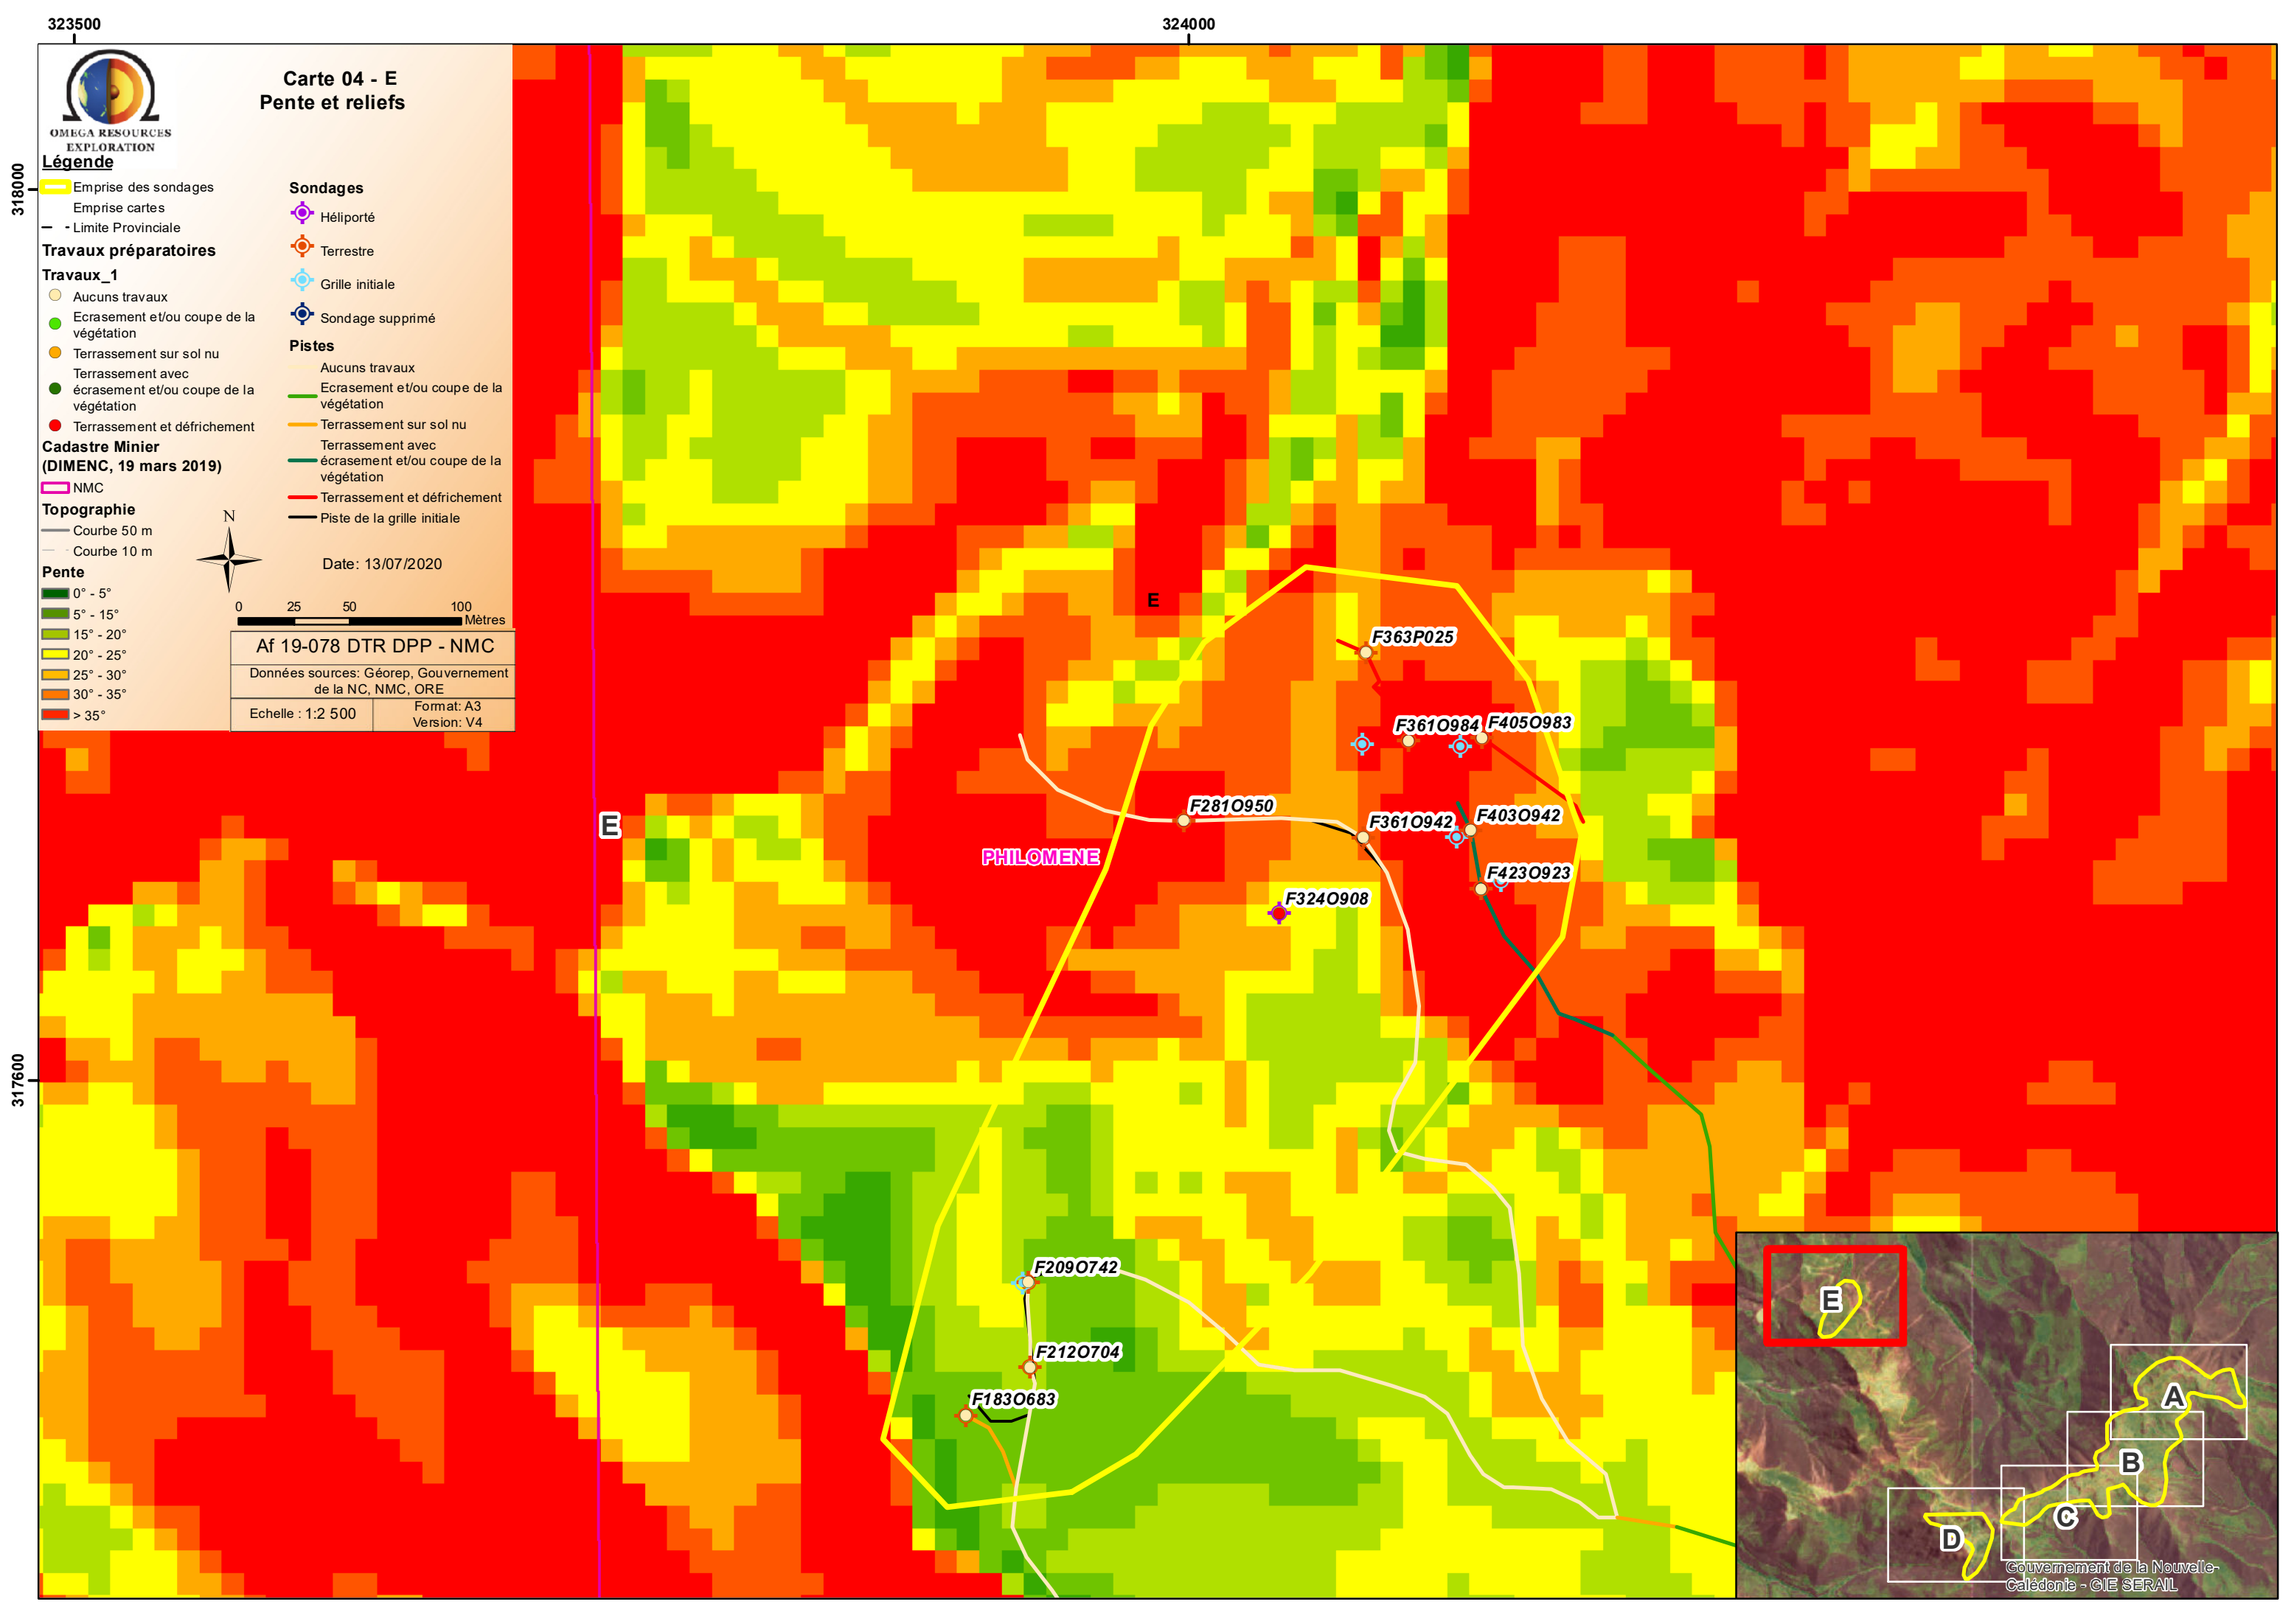 323500
324000
318000
317600
OMEGA RESOURCES
EXPLORATION
Carte 04 - E
Pente et reliefs
Légende
Emprise des sondages
Emprise cartes
Limite Provinciale
Travaux préparatoires
Travaux_1
Aucuns travaux
Ecrasement et/ou coupe de la
végétation
Terrassement sur sol nu
Terrassement avec
écrasement et/ou coupe de la
végétation
Terrassement et défrichement
Cadastre Minier
(DIMENC, 19 mars 2019)
NMC
Topographie
Courbe 50 m
Courbe 10 m
Pente
0° - 5°
5° - 15°
15° - 20°
20° - 25°
25° - 30°
30° - 35°
> 35°
Sondages
Héliporté
Terrestre
Grille initiale
Sondage supprimé
Pistes
Aucuns travaux
Ecrasement et/ou coupe de la
végétation
Terrassement sur sol nu
Terrassement avec
écrasement et/ou coupe de la
végétation
Terrassement et défrichement
Piste de la grille initiale
N
Date: 13/07/2020
0 25 50 100
Mètres
Af 19-078 DTR DPP - NMC
Données sources: Géorep, Gouvernement
de la NC, NMC, ORE
Echelle : 1:2 500
Format: A3
Version: V4
E
F363P025
F361O984
F405O983
F281O950
F361O942
F403O942
E
PHILOMENE
F423O923
F324O908
F209O742
F212O704
F183O683
E
A
B
C
D
Gouvernement de la Nouvelle-
Calédonie - GIE SERAIL